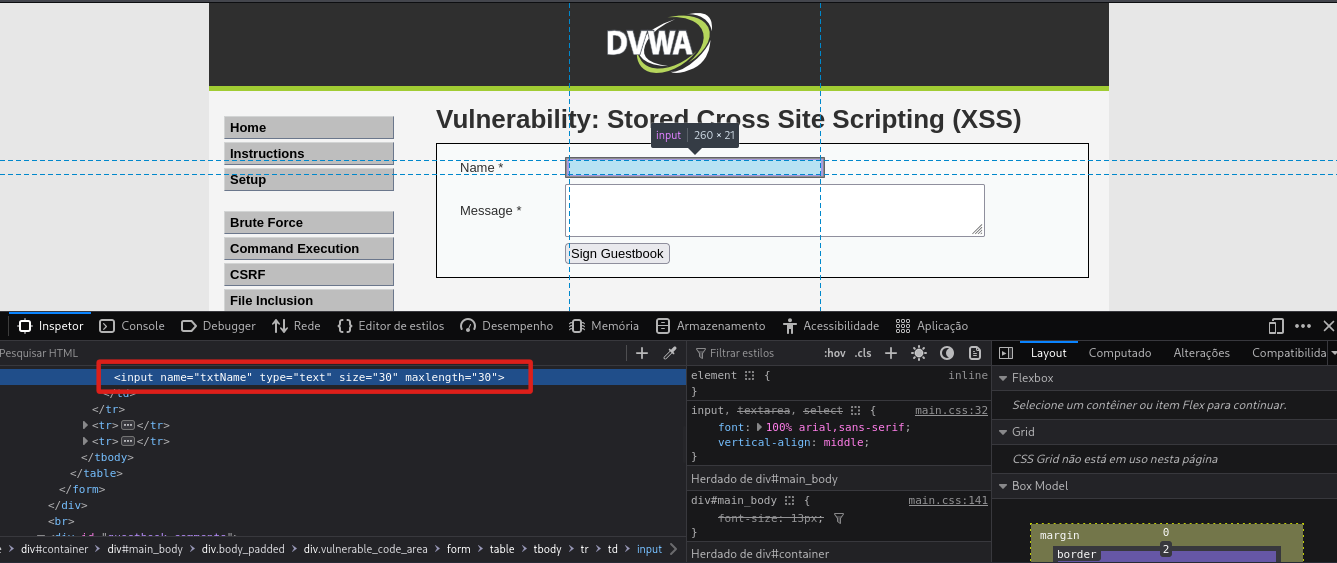 DVWA
Vulnerability: Stored Cross Site Scripting (XSS)
Home
Instructions
Setup
Brute Force
Command Execution
CSRF
File Inclusion
input 260 × 21
Name *
Message *
Sign Guestbook
Inspetor Console Debugger Rede Editor de estilos Desempenho Memória Armazenamento Acessibilidade Aplicação
Pesquisar HTML
<input name="txtName" type="text" size="30" maxlength="30">
</td>
</tr>
<tr> </tr>
<tr> </tr>
</tbody>
</table>
</form>
</div>
<br>
<div id="guestbook_comments">
div#container div#main_body div.body_padded div.vulnerable_code_area form table tbody tr td input
Filtrar estilos :hov .cls
element { inline
}
input, textarea, select { main.css:32
font: 100% arial,sans-serif;
vertical-align: middle;
}
Herdado de div#main_body
div#main_body { main.css:141
font-size: 13px;
}
Herdado de div#container
Layout Computado Alterações Compatibilida
Flexbox
Selecione um contêiner ou item Flex para continuar.
Grid
CSS Grid não está em uso nesta página
Box Model
margin 0
border 2